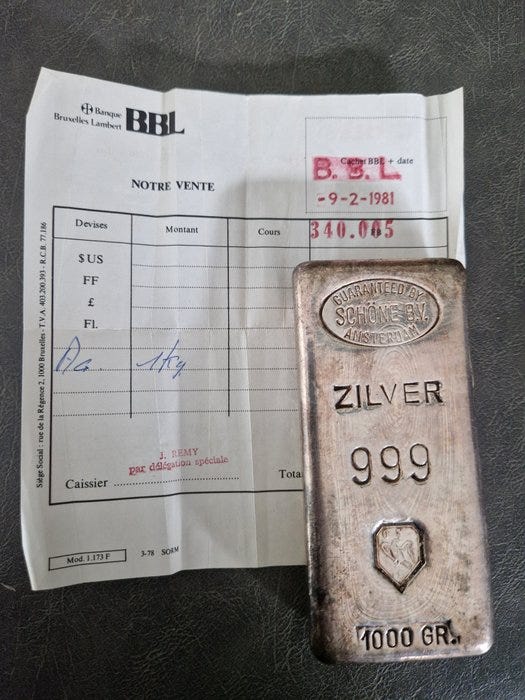 Banque
Bruxelles Lambert BBL
Cachet BBL + date
B. B. L.
-9-2-1981
NOTRE VENTE
340.005
Devises Montant Cours
$US
FF
£
Fl.
Ag. 1kg
J. REMY
par délégation spéciale
Caissier
Tota
Mod. 1.173 F 3-78 SORM
Siège Social : rue de la Régence 2, 1000 Bruxelles - T.V.A. 403.200.393 - R.C.B. 77.186
GUARANTEED BY
SCHÖNE B.V.
AMSTERDAM
ZILVER
999
1000 GR.